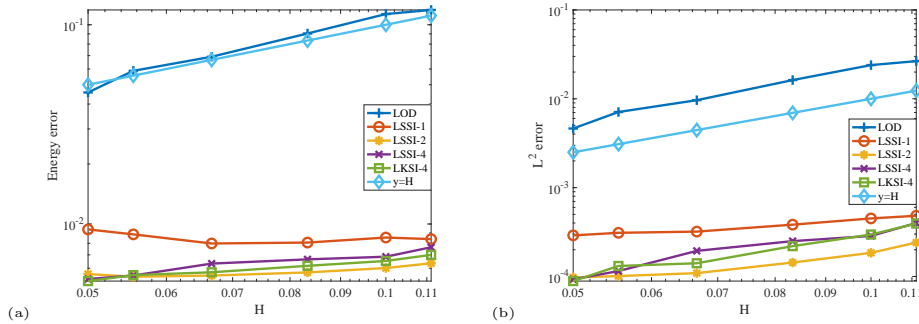 10^-1
10^-2
Energy error
LOD
LSSI-1
LSSI-2
LSSI-4
LKSI-4
y=H
0.05
0.06
0.07
0.08
0.09
0.1
0.11
H
(a)
10^-1
10^-2
10^-3
10^-4
L^2 error
LOD
LSSI-1
LSSI-2
LSSI-4
LKSI-4
y=H
0.05
0.06
0.07
0.08
0.09
0.1
0.11
H
(b)